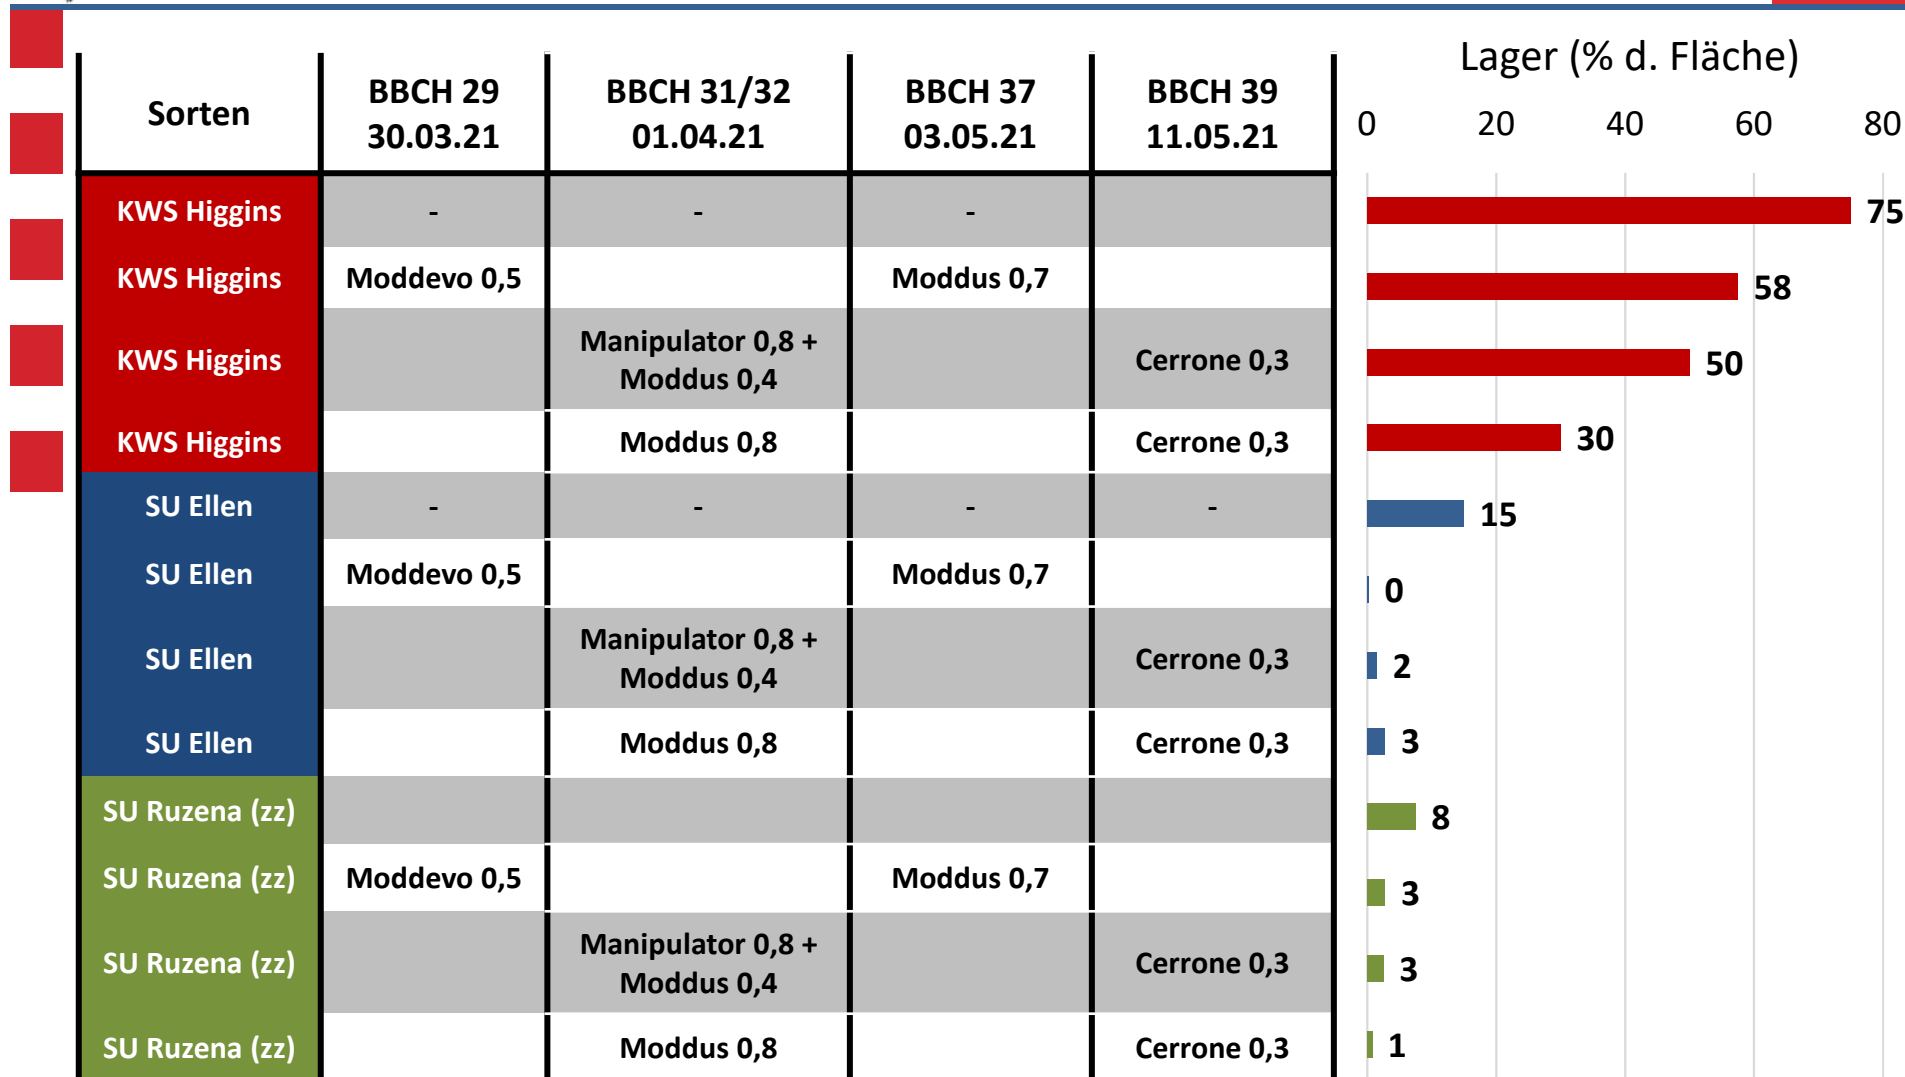 Lager (% d. Fläche)
Sorten
BBCH 29
30.03.21
BBCH 31/32
01.04.21
BBCH 37
03.05.21
BBCH 39
11.05.21
0 20 40 60 80
KWS Higgins - - - 75
KWS Higgins Moddevo 0,5 Moddus 0,7 58
KWS Higgins
Manipulator 0,8 +
Moddus 0,4
Cerrone 0,3 50
KWS Higgins Moddus 0,8 Cerrone 0,3 30
SU Ellen - - - - 15
SU Ellen Moddevo 0,5 Moddus 0,7 0
SU Ellen
Manipulator 0,8 +
Moddus 0,4
Cerrone 0,3 2
SU Ellen Moddus 0,8 Cerrone 0,3 3
SU Ruzena (zz) 8
SU Ruzena (zz) Moddevo 0,5 Moddus 0,7 3
SU Ruzena (zz)
Manipulator 0,8 +
Moddus 0,4
Cerrone 0,3 3
SU Ruzena (zz) Moddus 0,8 Cerrone 0,3 1